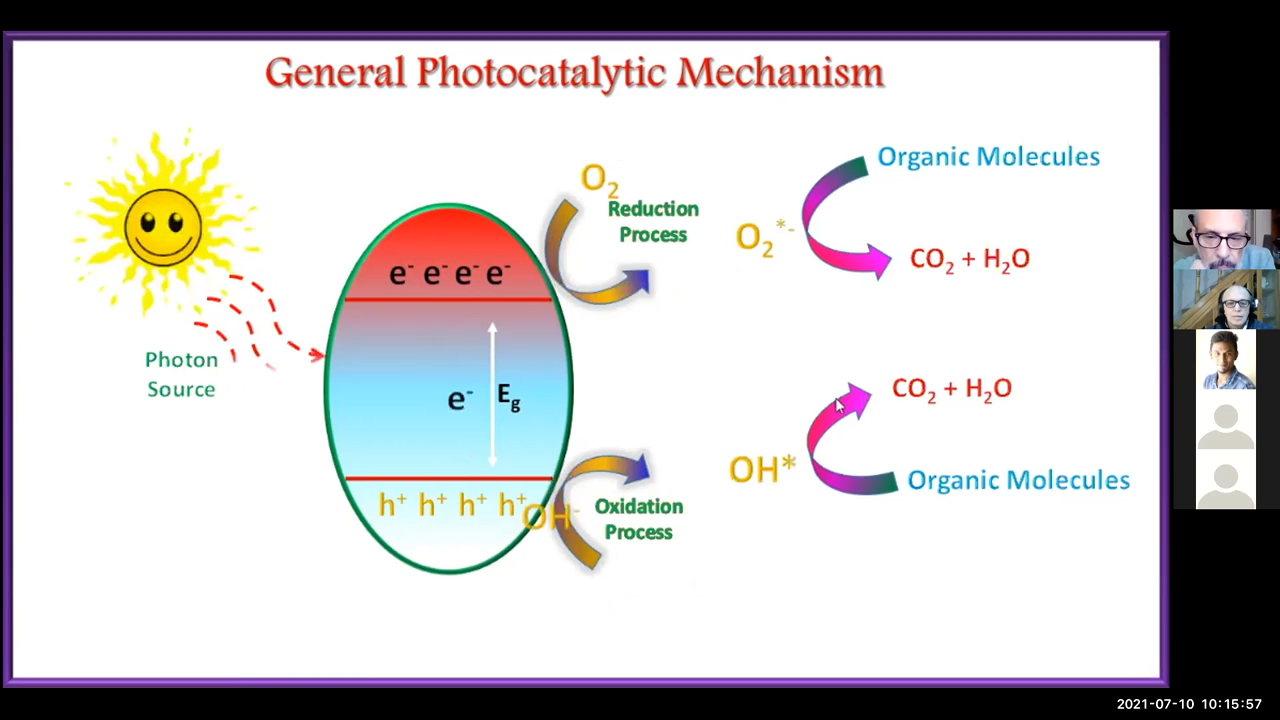 General Photocatalytic Mechanism
Photon
Source
e⁻ e⁻ e⁻ e⁻
e⁻
E₉
h⁺ h⁺ h⁺ h⁺
O₂
Reduction
Process
OH⁻
Oxidation
Process
O₂*⁻
Organic Molecules
CO₂ + H₂O
OH*
CO₂ + H₂O
Organic Molecules
2021-07-10 10:15:57